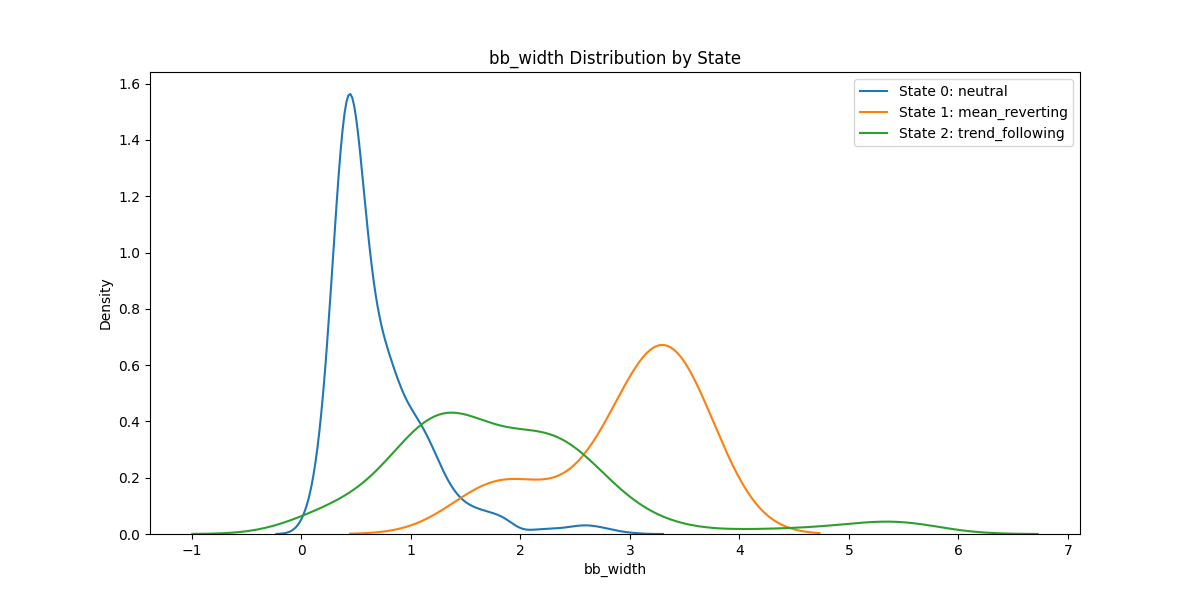 bb_width Distribution by State
State 0: neutral
State 1: mean_reverting
State 2: trend_following
Density
1.6
1.4
1.2
1.0
0.8
0.6
0.4
0.2
0.0
−1 0 1 2 3 4 5 6 7
bb_width